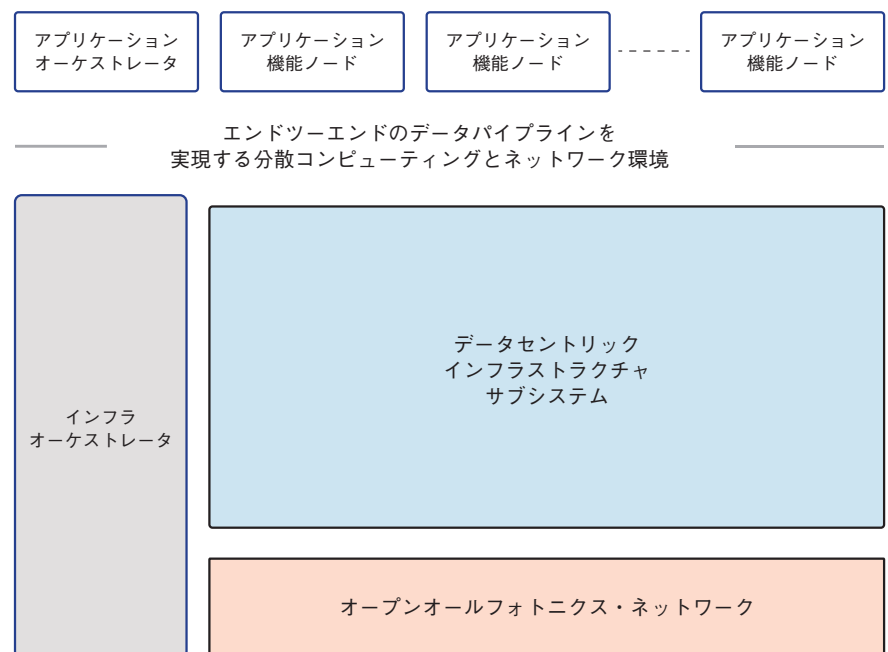 アプリケーション
オーケストレータ
アプリケーション
機能ノード
アプリケーション
機能ノード
アプリケーション
機能ノード
エンドツーエンドのデータパイプラインを
実現する分散コンピューティングとネットワーク環境
インフラ
オーケストレータ
データセントリック
インフラストラクチャ
サブシステム
オープンオールフォトニクス・ネットワーク